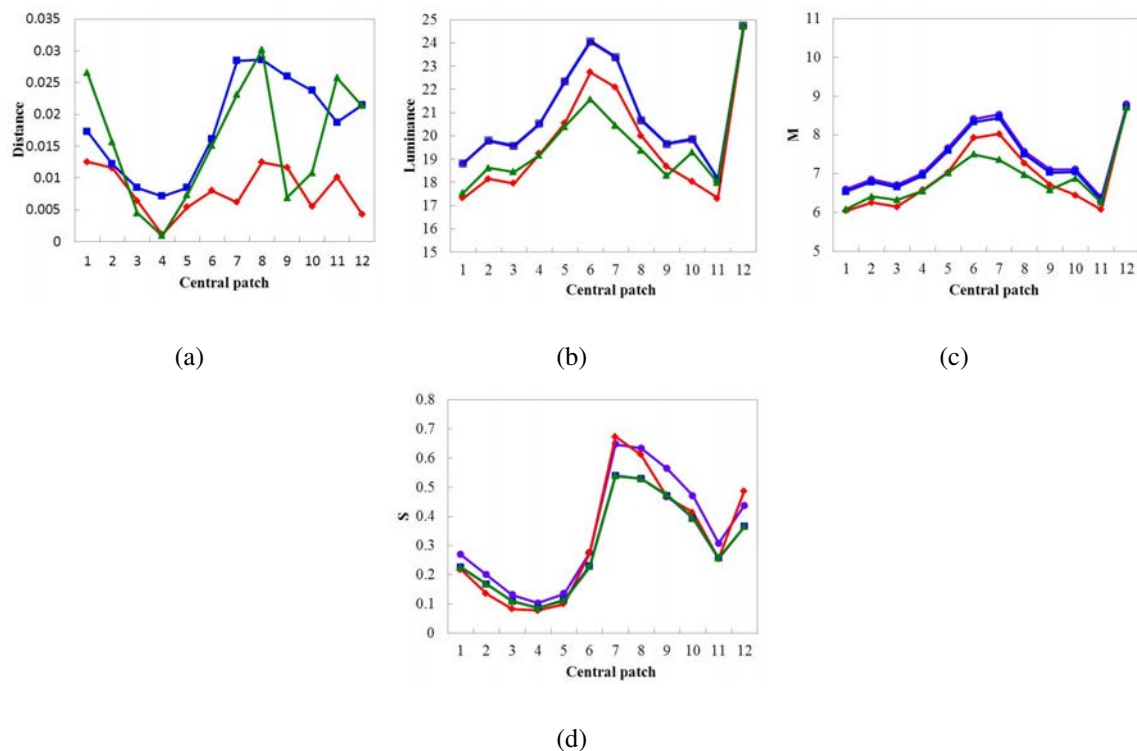 0.035
0.03
0.025
0.02
0.015
0.01
0.005
0
Distance
1 2 3 4 5 6 7 8 9 10 11 12
Central patch
(a)
25
24
23
22
21
20
19
18
17
16
15
Luminance
1 2 3 4 5 6 7 8 9 10 11 12
Central patch
(b)
11
10
9
8
7
6
5
M
1 2 3 4 5 6 7 8 9 10 11 12
Central patch
(c)
0.8
0.7
0.6
0.5
0.4
0.3
0.2
0.1
0
S
1 2 3 4 5 6 7 8 9 10 11 12
Central patch
(d)